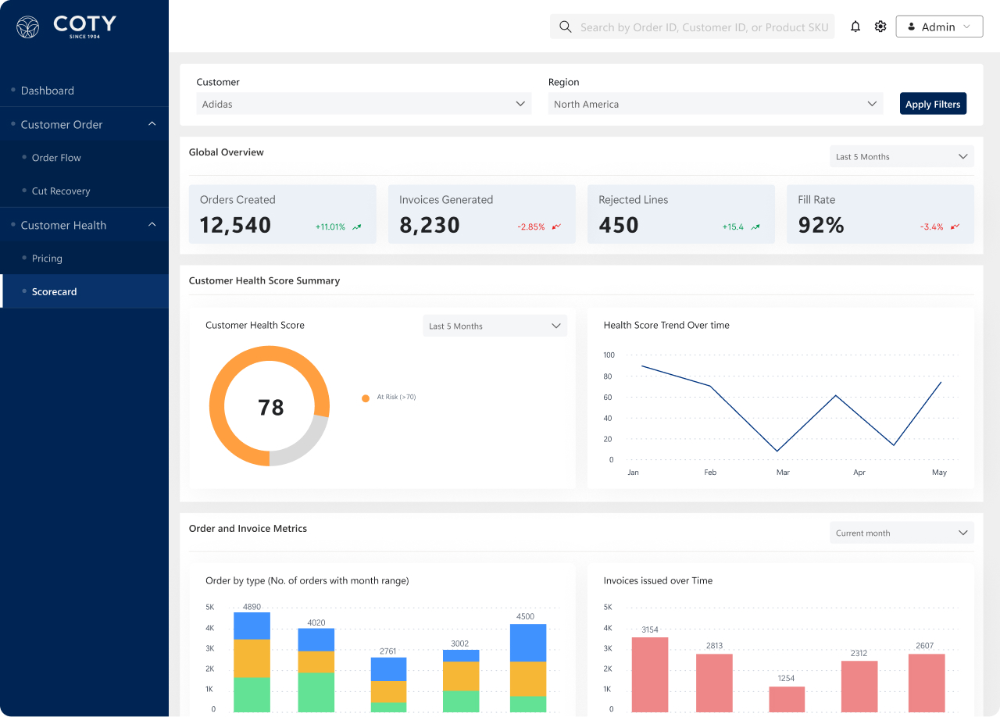 COTY
SINCE 1904
Search by Order ID, Customer ID, or Product SKU
Admin
Dashboard
Customer Order
Order Flow
Cut Recovery
Customer Health
Pricing
Scorecard
Customer
Adidas
Region
North America
Apply Filters
Global Overview
Last 5 Months
Orders Created
12,540
+11.01%
Invoices Generated
8,230
-2.85%
Rejected Lines
450
+15.4
Fill Rate
92%
-3.4%
Customer Health Score Summary
Customer Health Score
Last 5 Months
78
At Risk (>70)
Health Score Trend Over time
100
80
60
40
20
0
Jan Feb Mar Apr May
Order and Invoice Metrics
Current month
Order by type (No. of orders with month range)
5K
4K
3K
2K
1K
0
4890
4020
2761
3002
4500
Invoices issued over Time
5K
4K
3K
2K
1K
0
3154
2813
1254
2312
2607